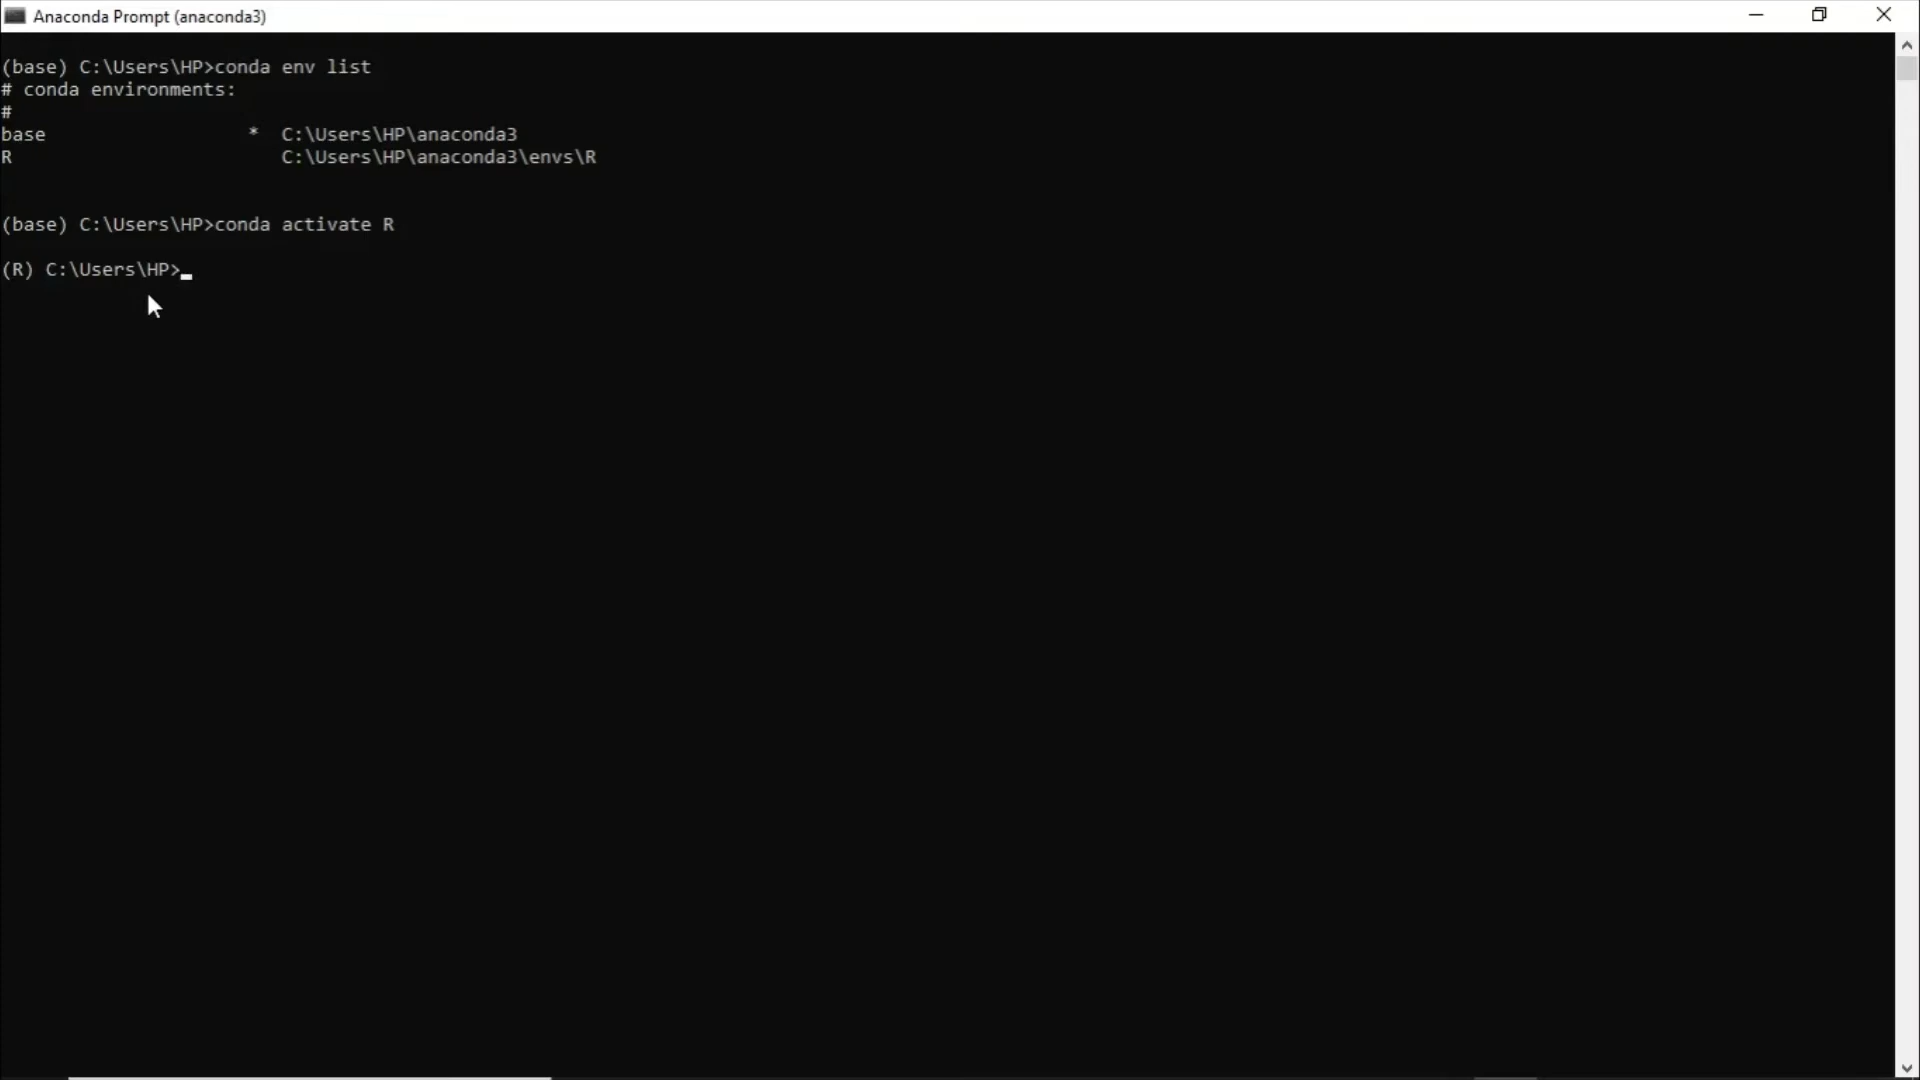 Anaconda Prompt (anaconda3)
(base) C:\Users\HP>conda env list
# conda environments:
#
base                  *  C:\Users\HP\anaconda3
R                        C:\Users\HP\anaconda3\envs\R
(base) C:\Users\HP>conda activate R
(R) C:\Users\HP>